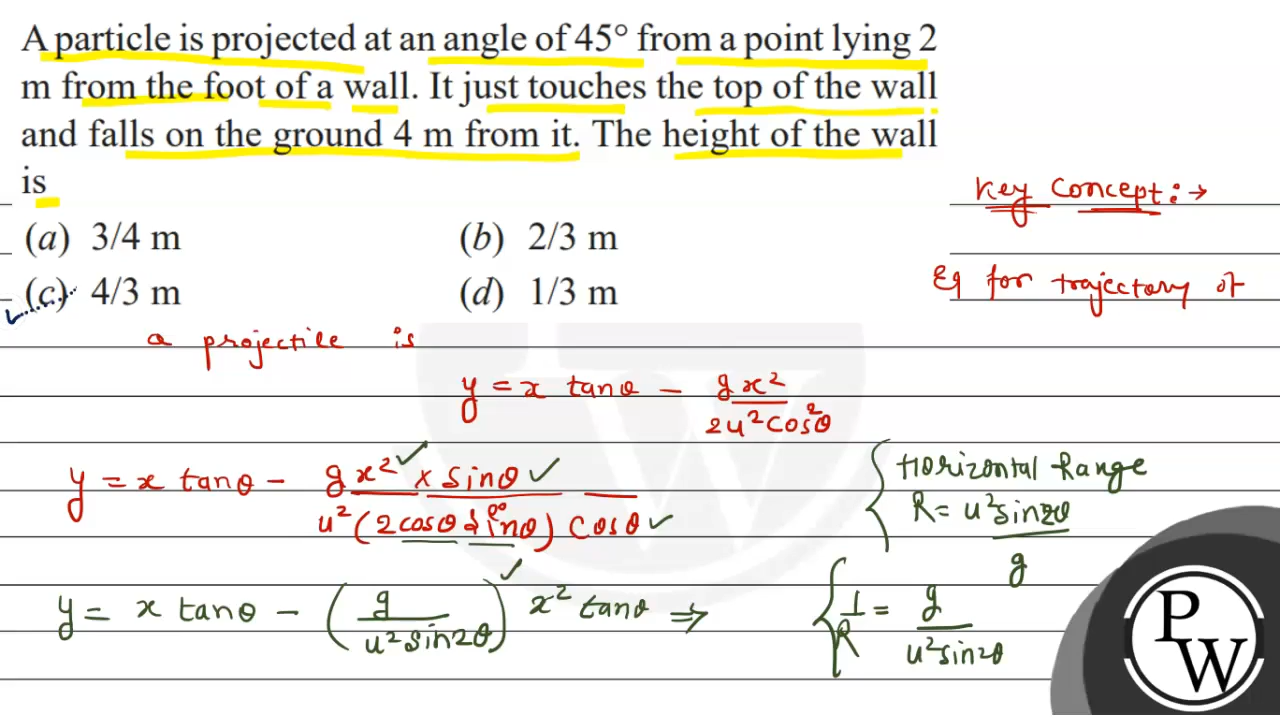 A particle is projected at an angle of 45° from a point lying 2
m from the foot of a wall. It just touches the top of the wall
and falls on the ground 4 m from it. The height of the wall
is
(a) 3/4 m (b) 2/3 m
(c) 4/3 m (d) 1/3 m
Key Concept:→
Eq for trajectory of
a projectile is
y = x tanθ − gx²/2u²cos²θ
y = x tanθ − gx² × sinθ / u²(2cosθ sinθ) cosθ
{Horizontal Range
R = u²sin2θ/g
y = x tanθ − (g/u²sin2θ) x² tanθ ⇒ {1/R = g/u²sin2θ
P
W